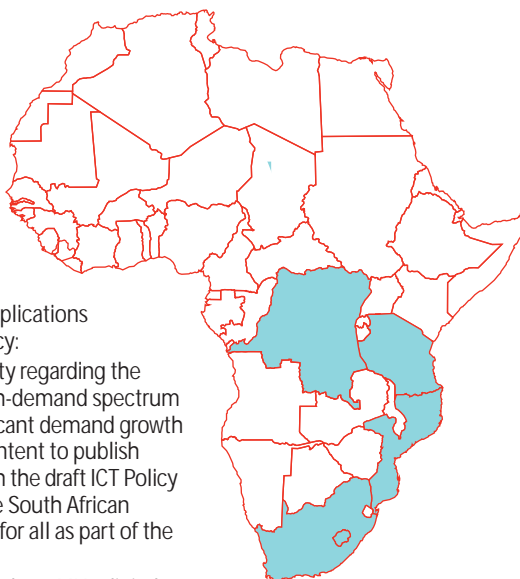 plications
cy:
ty regarding the
n-demand spectrum
icant demand growth
ntent to publish
n the draft ICT Policy
e South African
for all as part of the